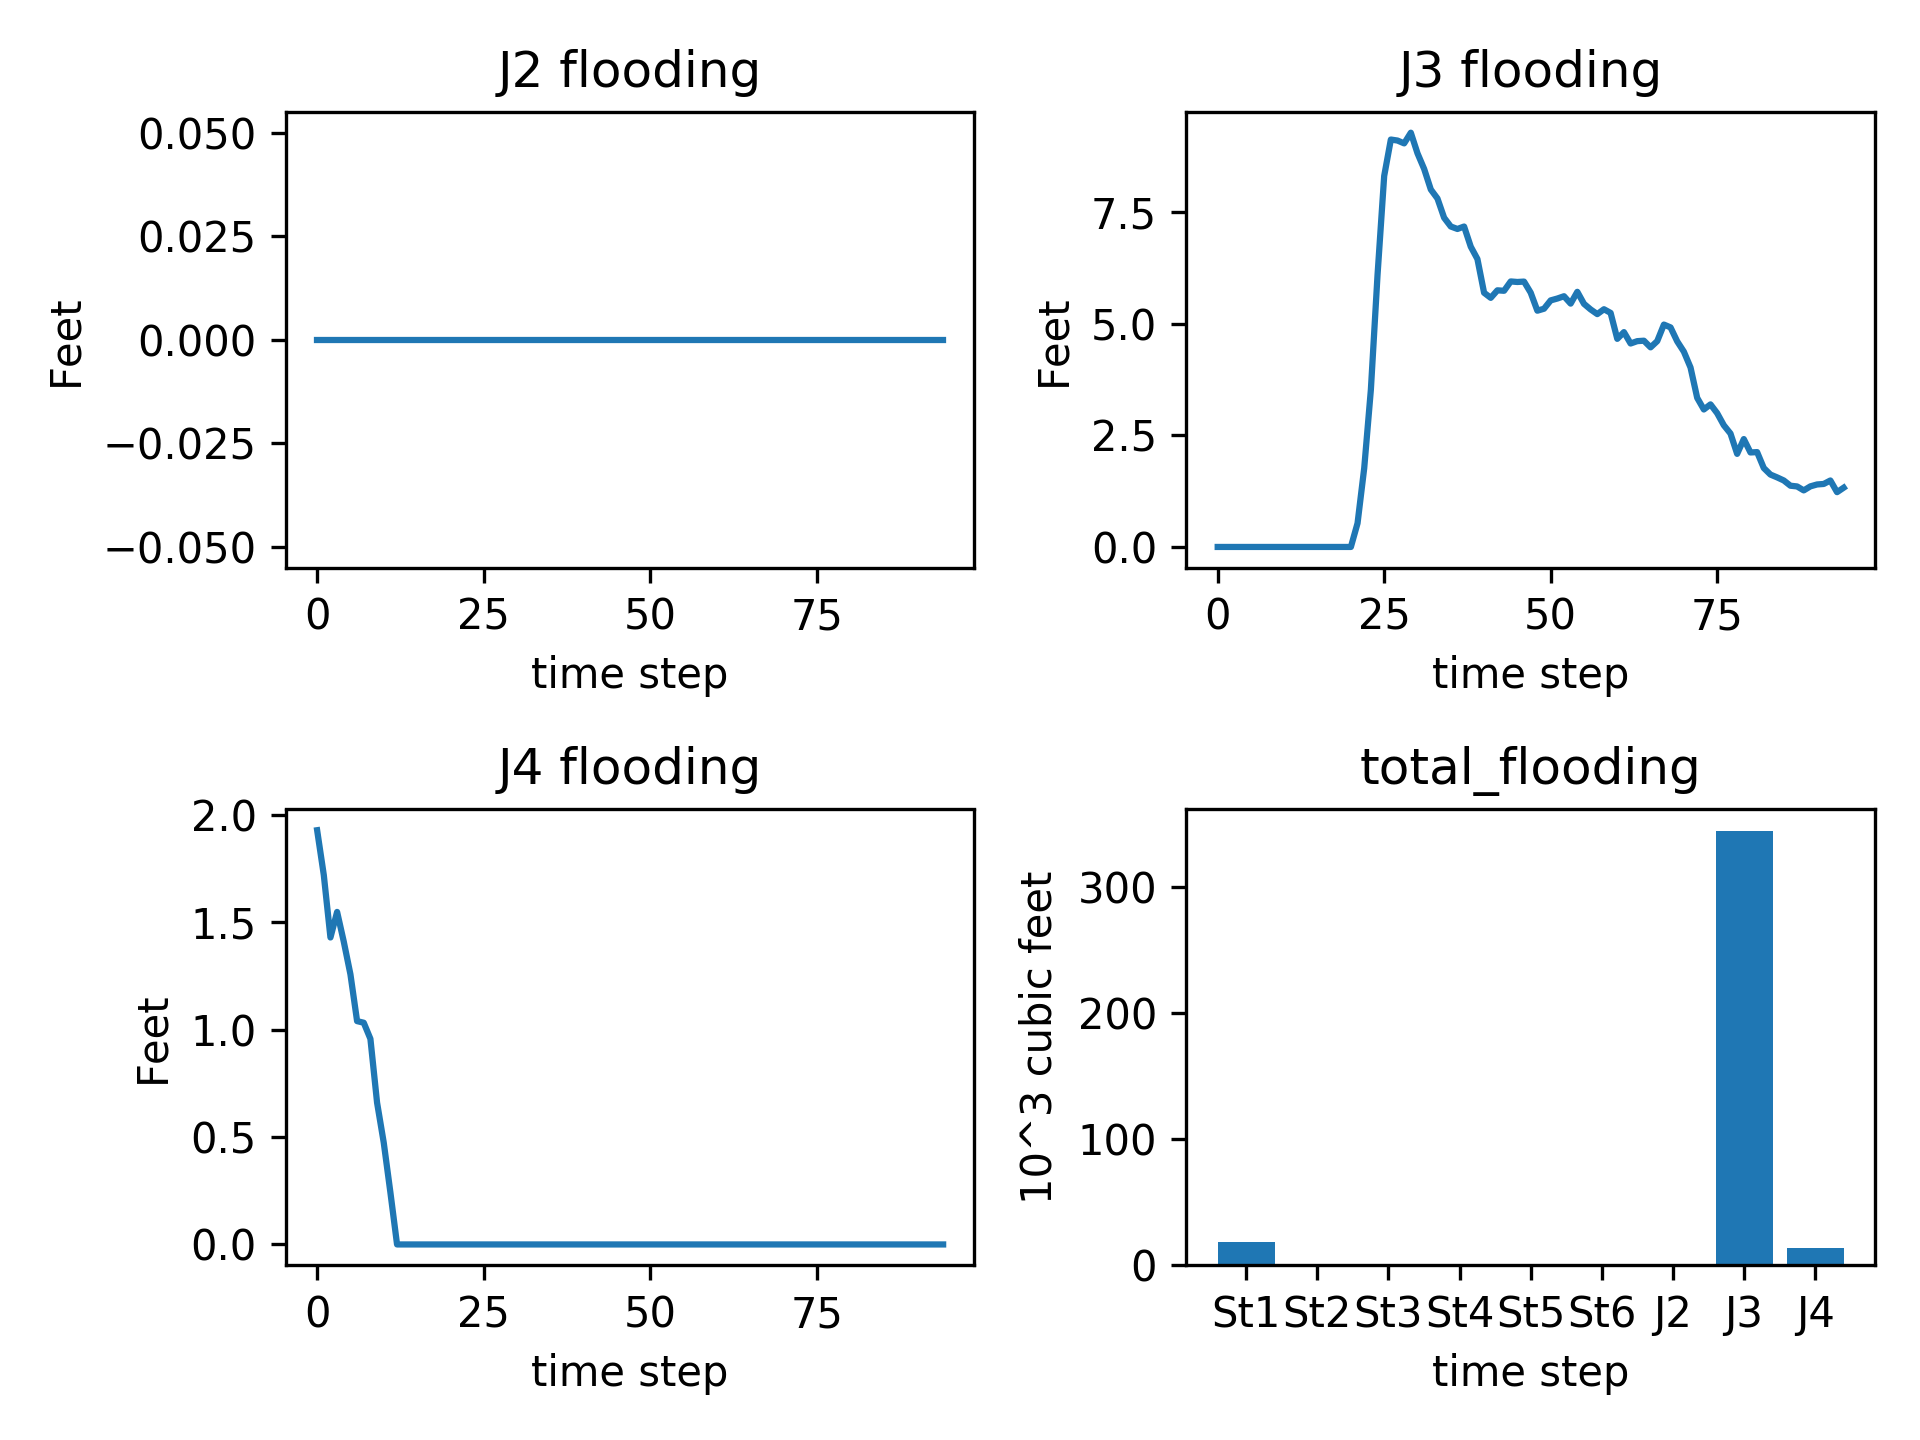 J2 flooding
0.050
0.025
0.000
−0.025
−0.050
Feet
0 25 50 75
time step
J3 flooding
7.5
5.0
2.5
0.0
Feet
0 25 50 75
time step
J4 flooding
2.0
1.5
1.0
0.5
0.0
Feet
0 25 50 75
time step
total_flooding
300
200
100
0
10^3 cubic feet
St1 St2 St3 St4 St5 St6 J2 J3 J4
time step